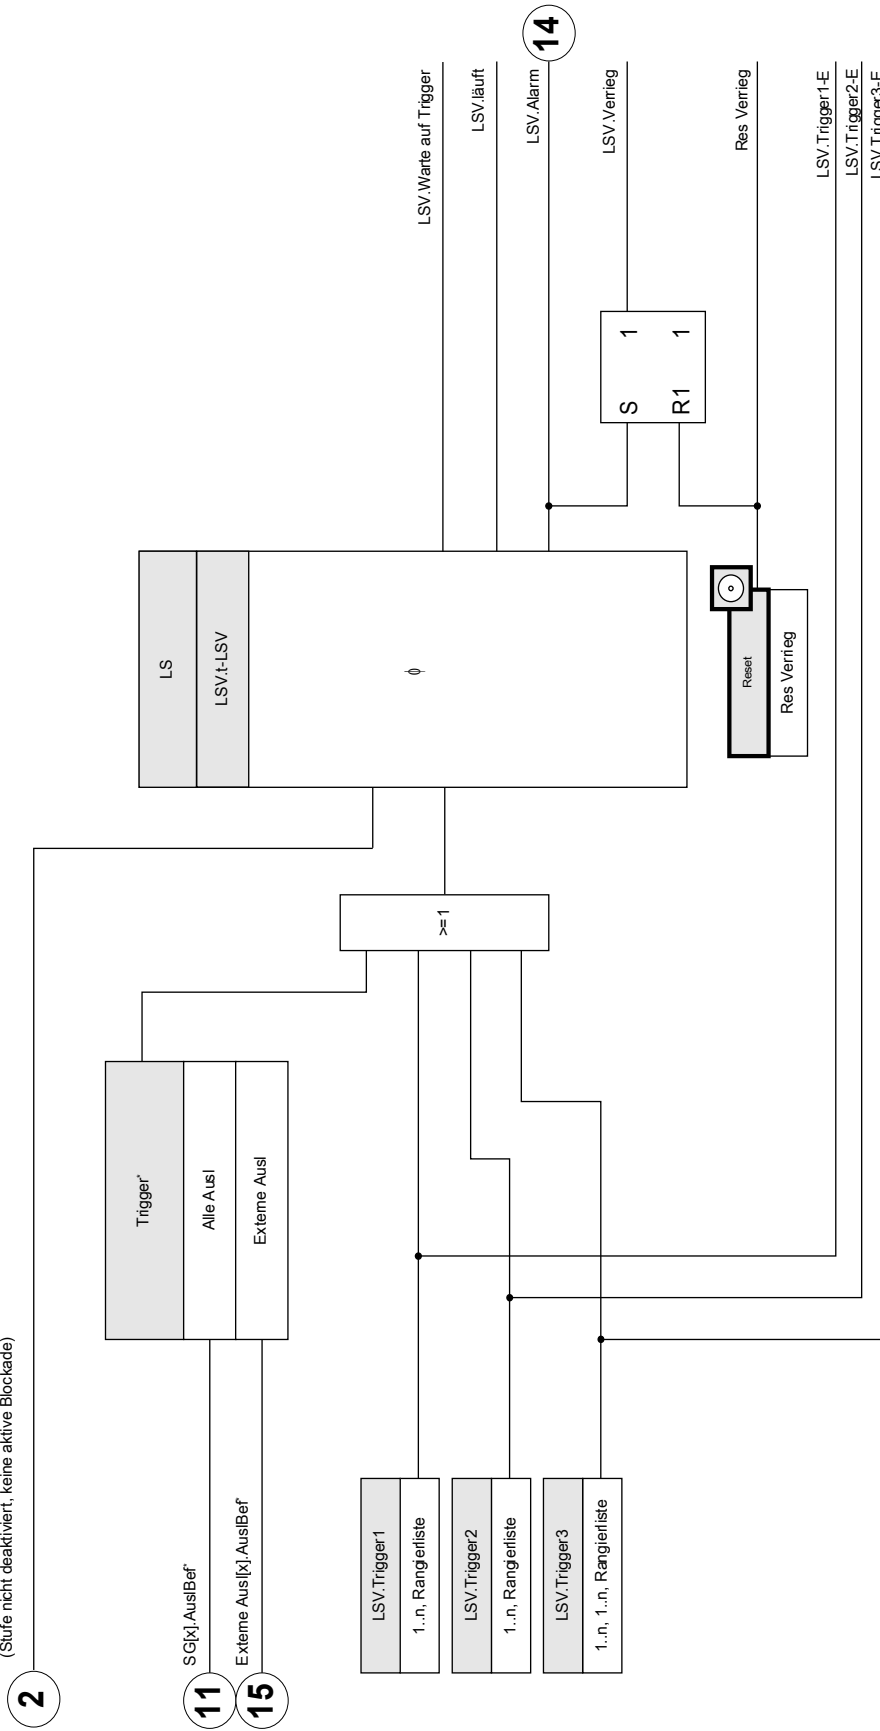 (Stufe nicht deaktiviert, keine aktive Blockade)
2
Trigger*
Alle Ausl
Externe Ausl
SG[x].AuslBef*
11
Externe Ausl[x].AuslBef*
15
LSV.Trigger1
1..n, Rangierliste
LSV.Trigger2
1..n, Rangierliste
LSV.Trigger3
1..n, 1..n, Rangierliste
>=1
LS
LSV.t-LSV
ϕ
LSV.Warte auf Trigger
LSV.läuft
LSV.Alarm
14
S 1
R1 1
LSV.Verrieg
Reset
Res Verrieg
Res Verrieg
LSV.Trigger1-E
LSV.Trigger2-E
LSV.Trigger3-E